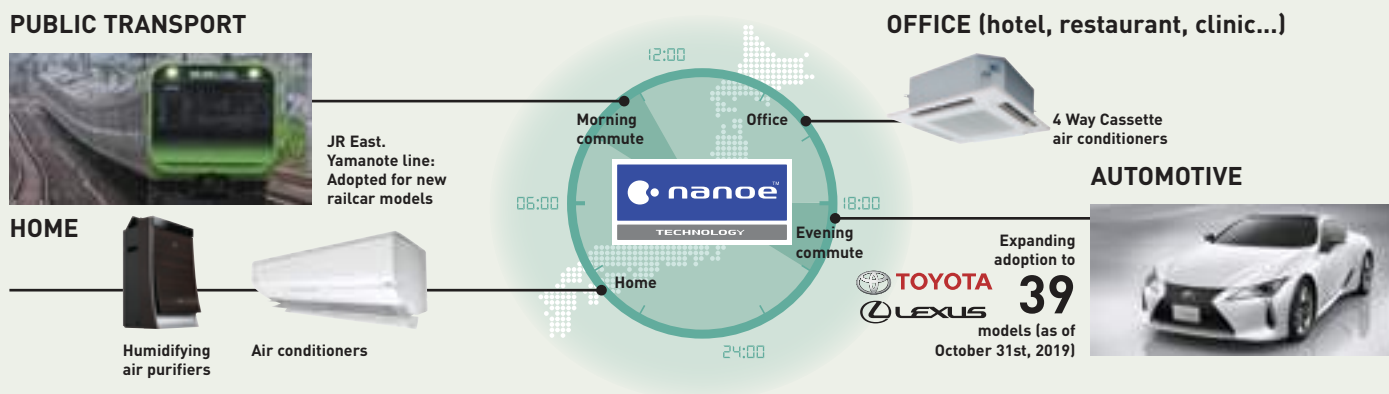 PUBLIC TRANSPORT
JR East.
Yamanote line:
Adopted for new
railcar models
HOME
Humidifying
air purifiers
Air conditioners
12:00
06:00
18:00
24:00
Morning
commute
Office
Evening
commute
Home
nanoe™
TECHNOLOGY
OFFICE (hotel, restaurant, clinic...)
4 Way Cassette
air conditioners
AUTOMOTIVE
Expanding
adoption to
39
models (as of
October 31st, 2019)
TOYOTA
LEXUS